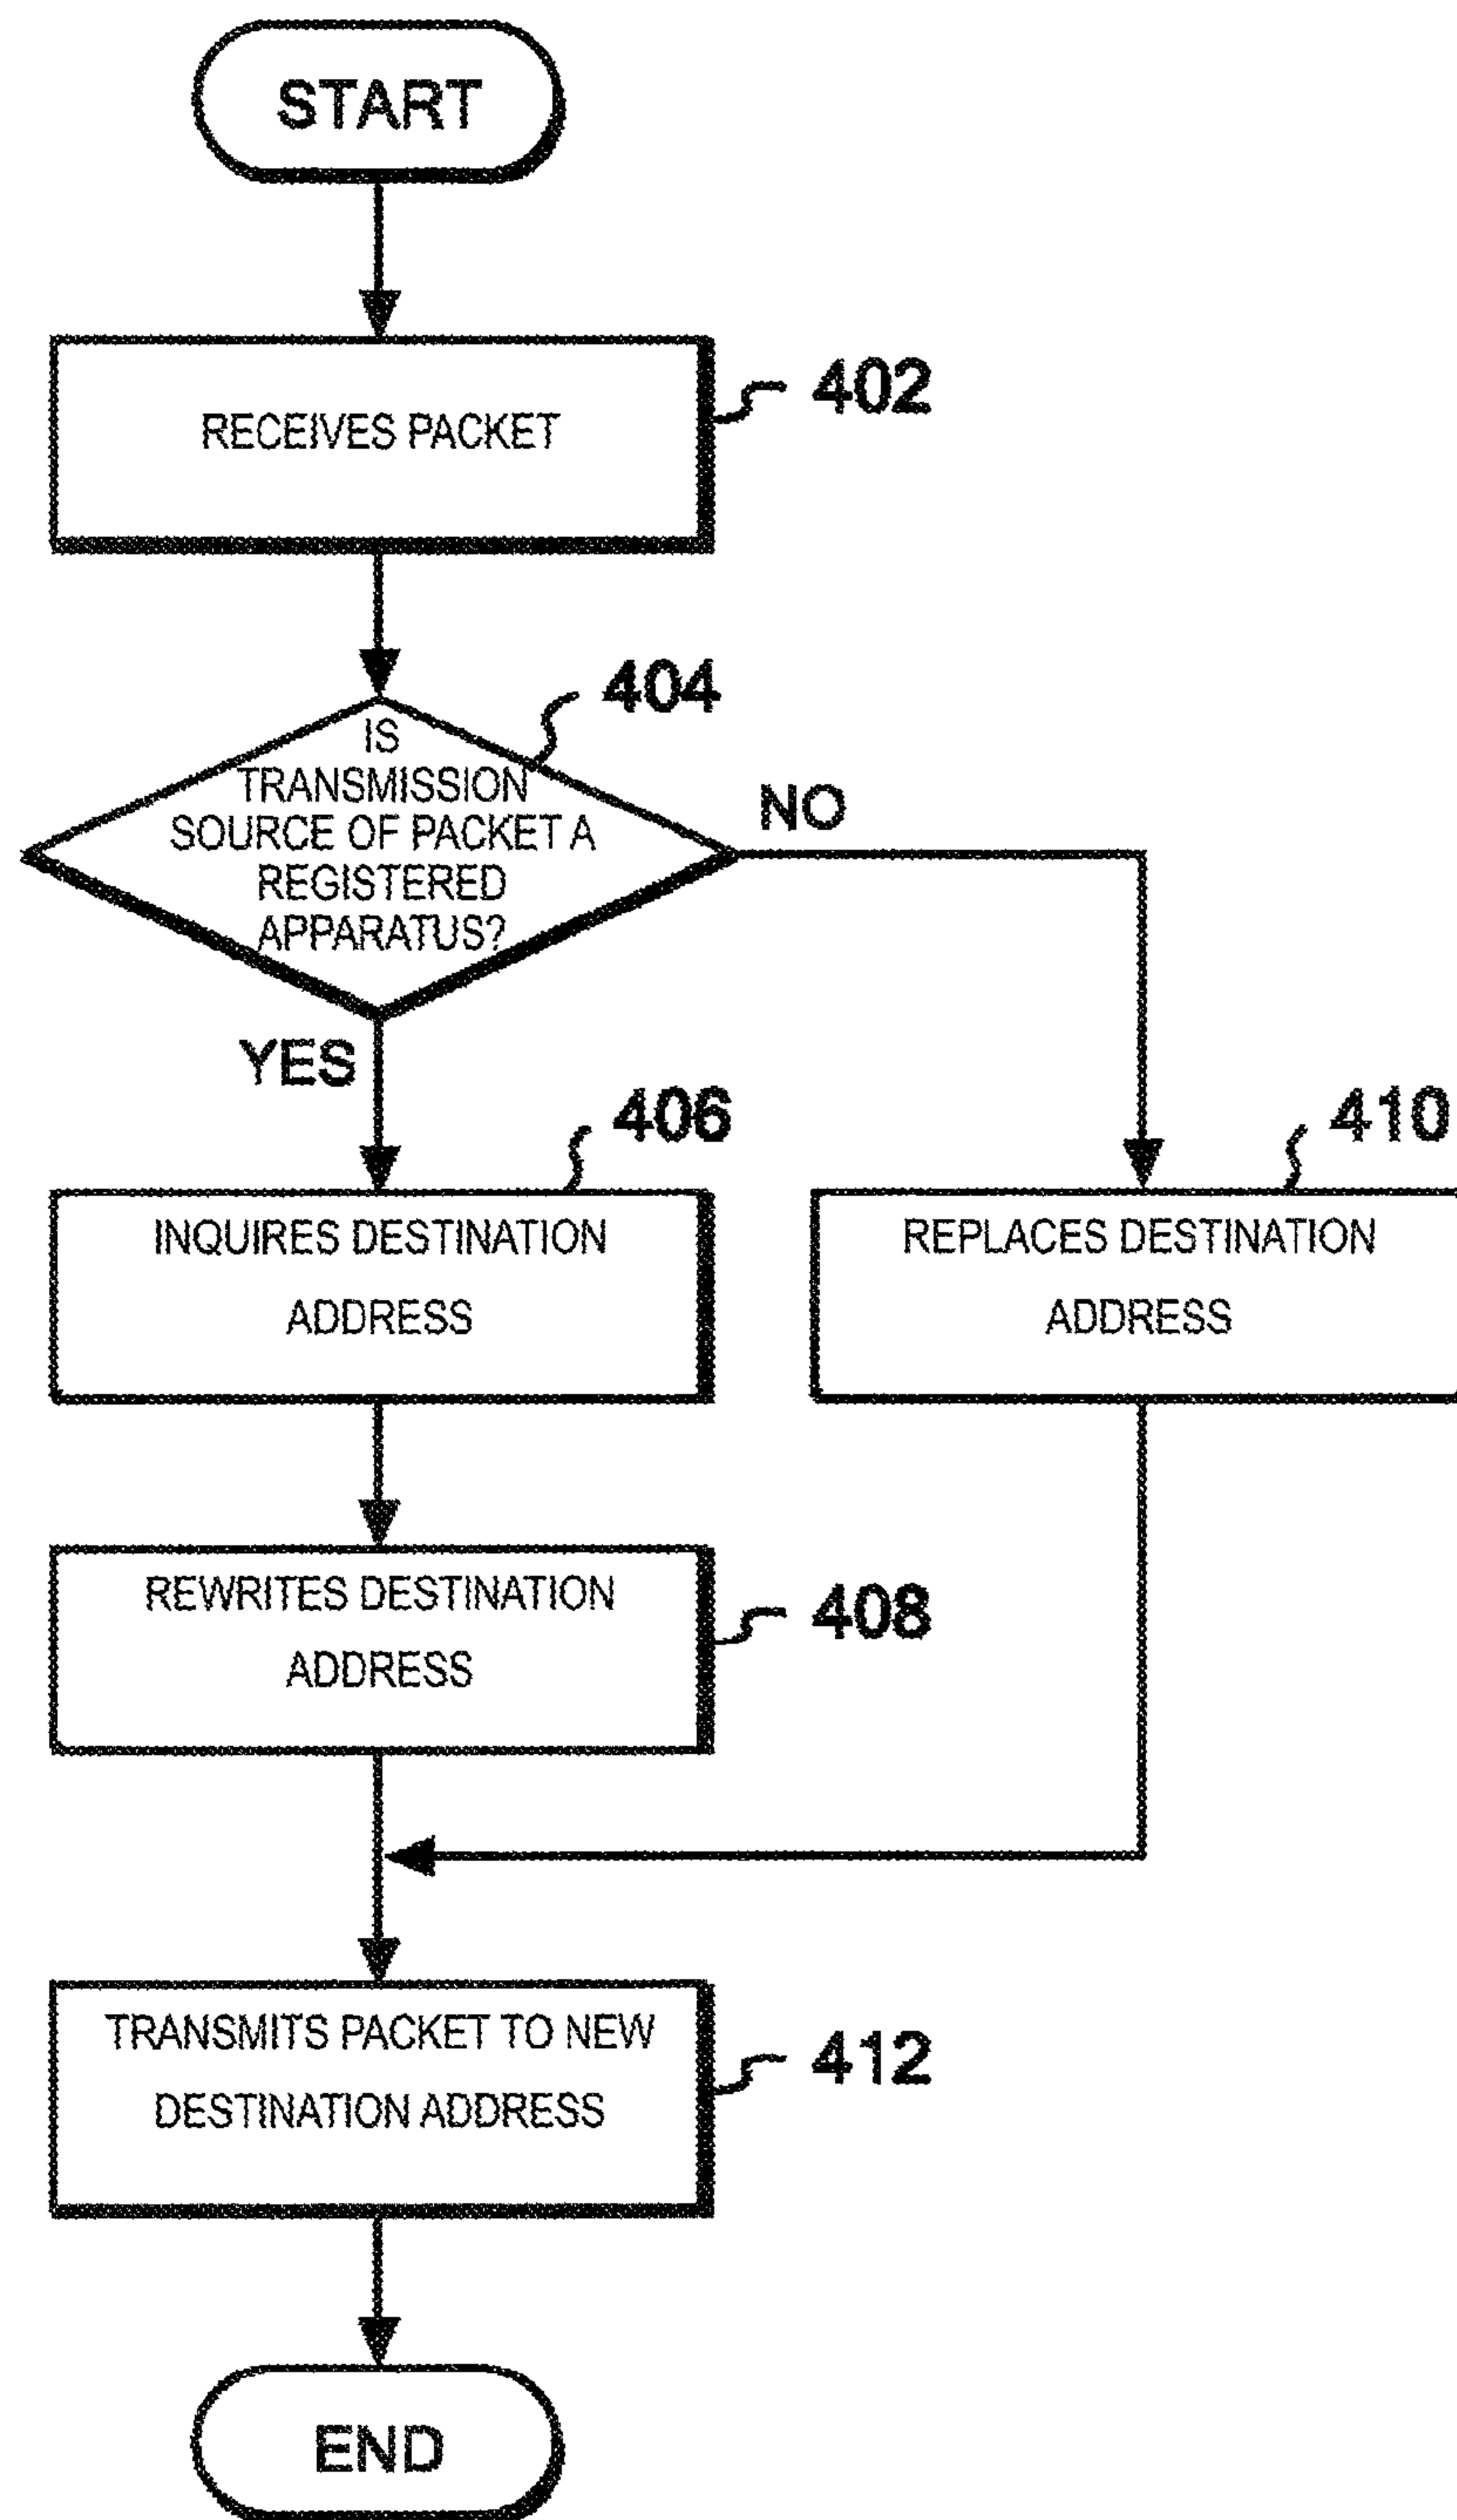 START
RECEIVES PACKET
402
404
IS
TRANSMISSION
SOURCE OF PACKET A
REGISTERED
APPARATUS?
NO
YES
406
INQUIRES DESTINATION
ADDRESS
410
REPLACES DESTINATION
ADDRESS
REWRITES DESTINATION
ADDRESS
408
TRANSMITS PACKET TO NEW
DESTINATION ADDRESS
412
END